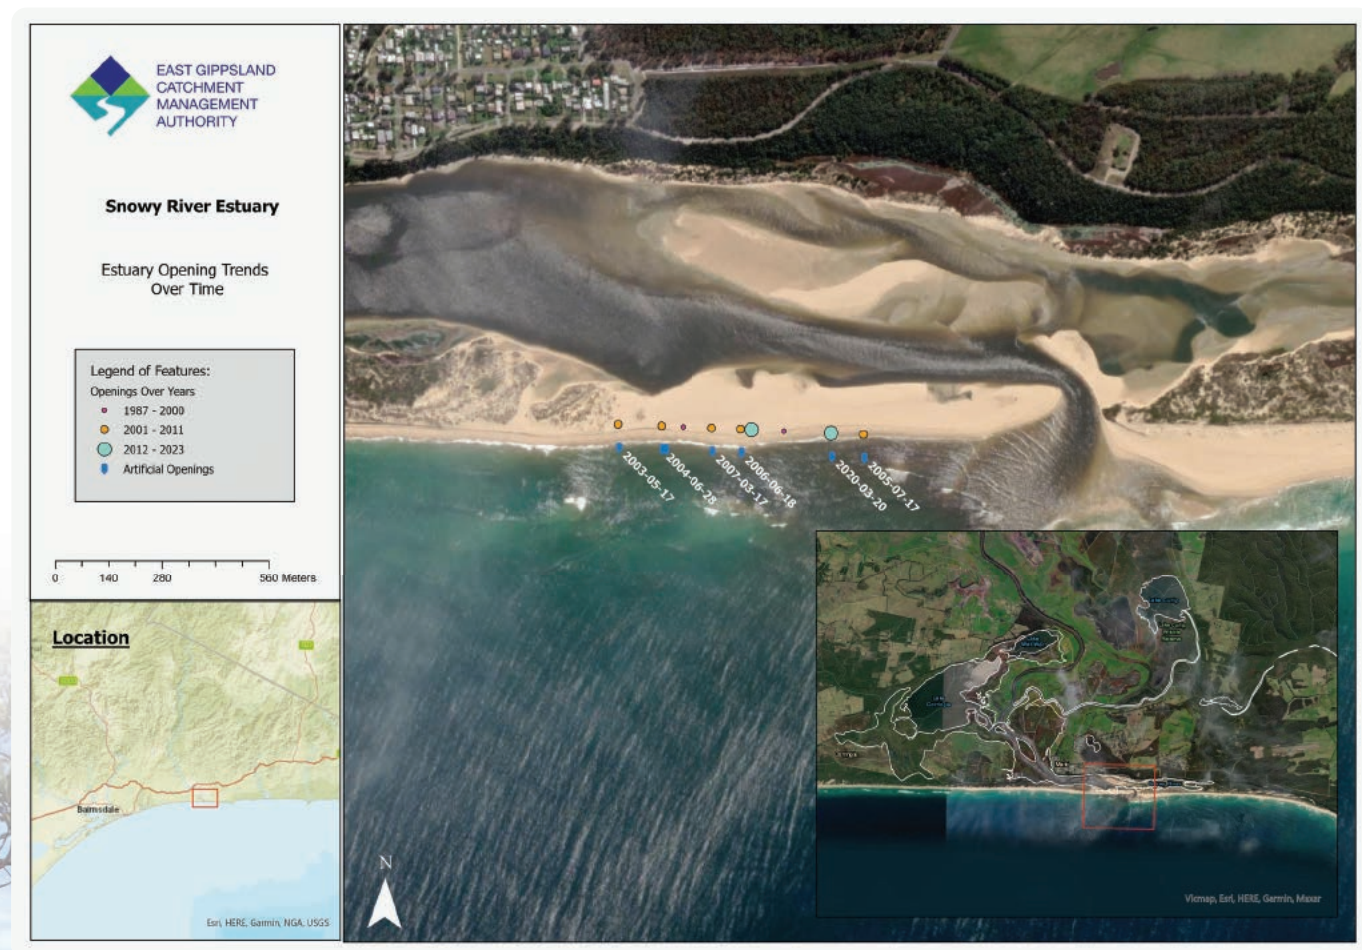 EAST GIPPSLAND
CATCHMENT
MANAGEMENT
AUTHORITY
Snowy River Estuary
Estuary Opening Trends
Over Time
Legend of Features:
Openings Over Years
1987 - 2000
2001 - 2011
2012 - 2023
Artificial Openings
0 140 280 560 Meters
Location
Bairnsdale
Esri, HERE, Garmin, NGA, USGS
2003-05-17
2004-06-28
2007-03-17
2006-06-18
2020-03-20
2005-07-17
N
Vicmap, Esri, HERE, Garmin, Maxar